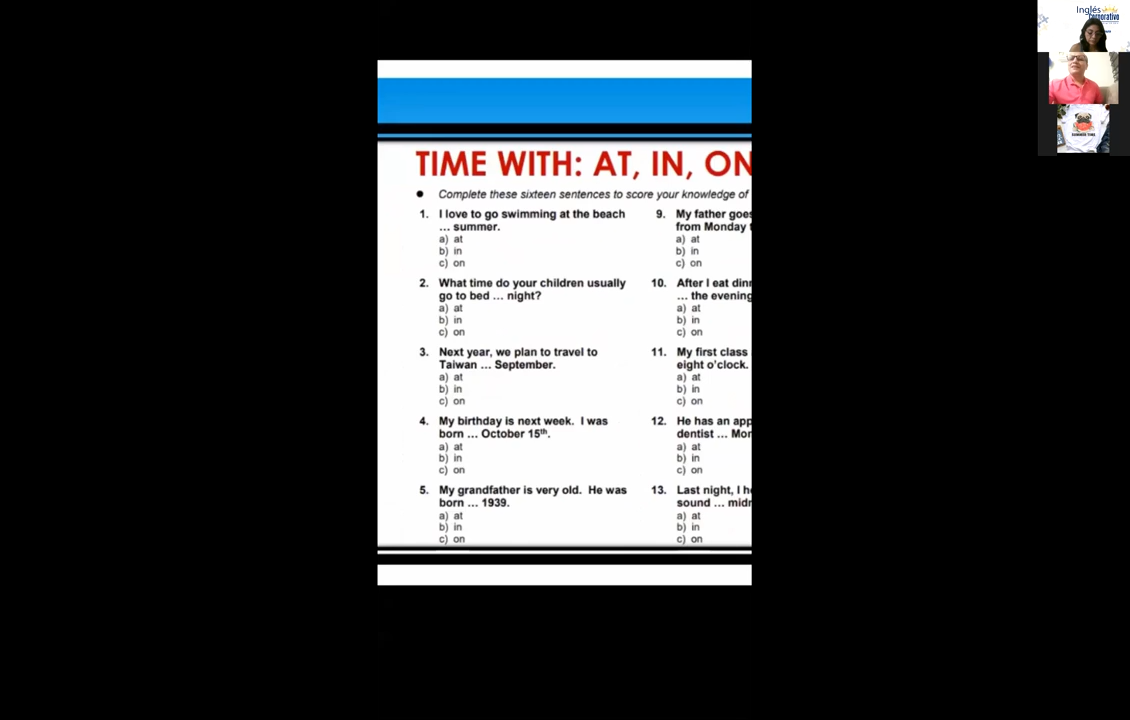 TIME WITH: AT, IN, ON
● Complete these sixteen sentences to score your knowledge of
1. I love to go swimming at the beach
... summer.
a) at
b) in
c) on
2. What time do your children usually
go to bed ... night?
a) at
b) in
c) on
3. Next year, we plan to travel to
Taiwan ... September.
a) at
b) in
c) on
4. My birthday is next week. I was
born ... October 15th.
a) at
b) in
c) on
5. My grandfather is very old. He was
born ... 1939.
a) at
b) in
c) on
9. My father goes
from Monday
a) at
b) in
c) on
10. After I eat
... the evening
a) at
b) in
c) on
11. My first class
eight o'clock.
a) at
b) in
c) on
12. He has an
dentist ...
a) at
b) in
c) on
13. Last night, I
sound ...
a) at
b) in
c) on
Inglés
corporativo
SUMMER TIME